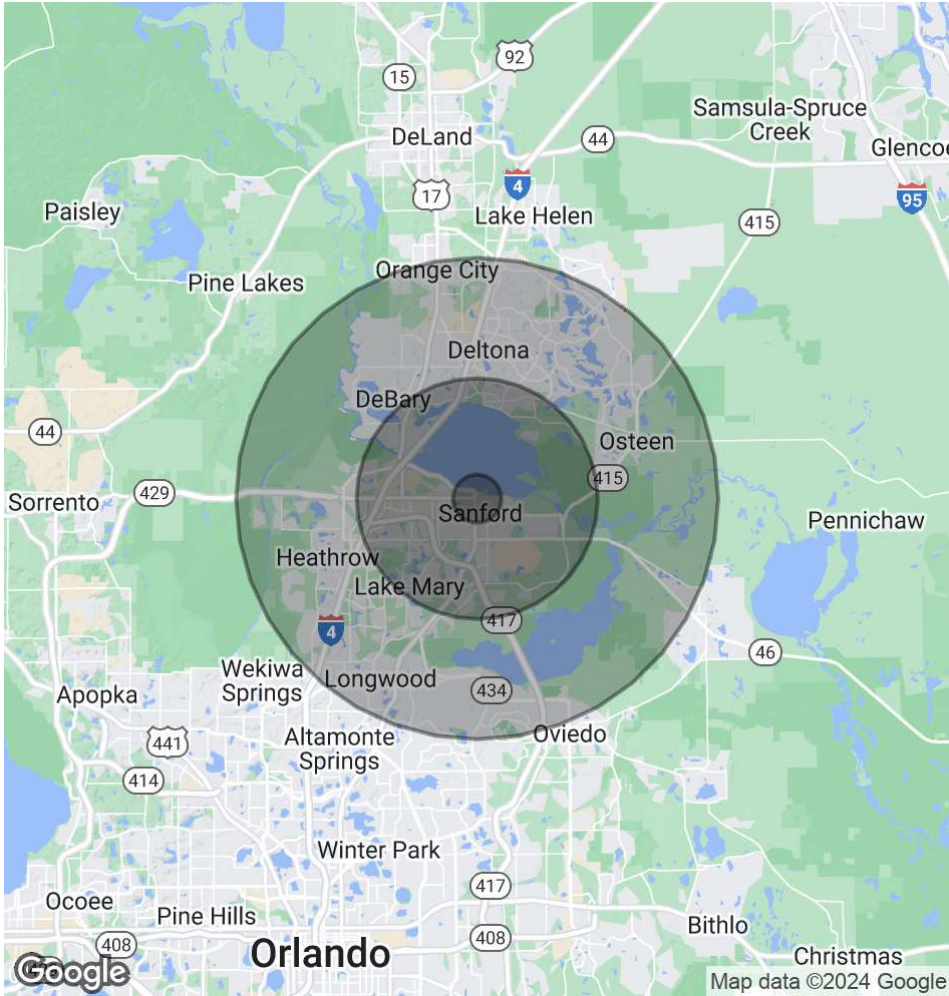 92
15
Samsula-Spruce
Creek
DeLand
44
Glencoe
4
17
95
Paisley
Lake Helen
415
Orange City
Pine Lakes
Deltona
DeBary
44
Osteen
415
429
Sorrento
Sanford
Pennichaw
Heathrow
Lake Mary
417
4
46
Wekiwa
Springs
Longwood
434
Apopka
441
Altamonte
Springs
Oviedo
414
Winter Park
417
Ocoee
Pine Hills
Bithlo
408
408
Orlando
Christmas
Google
Map data ©2024 Google